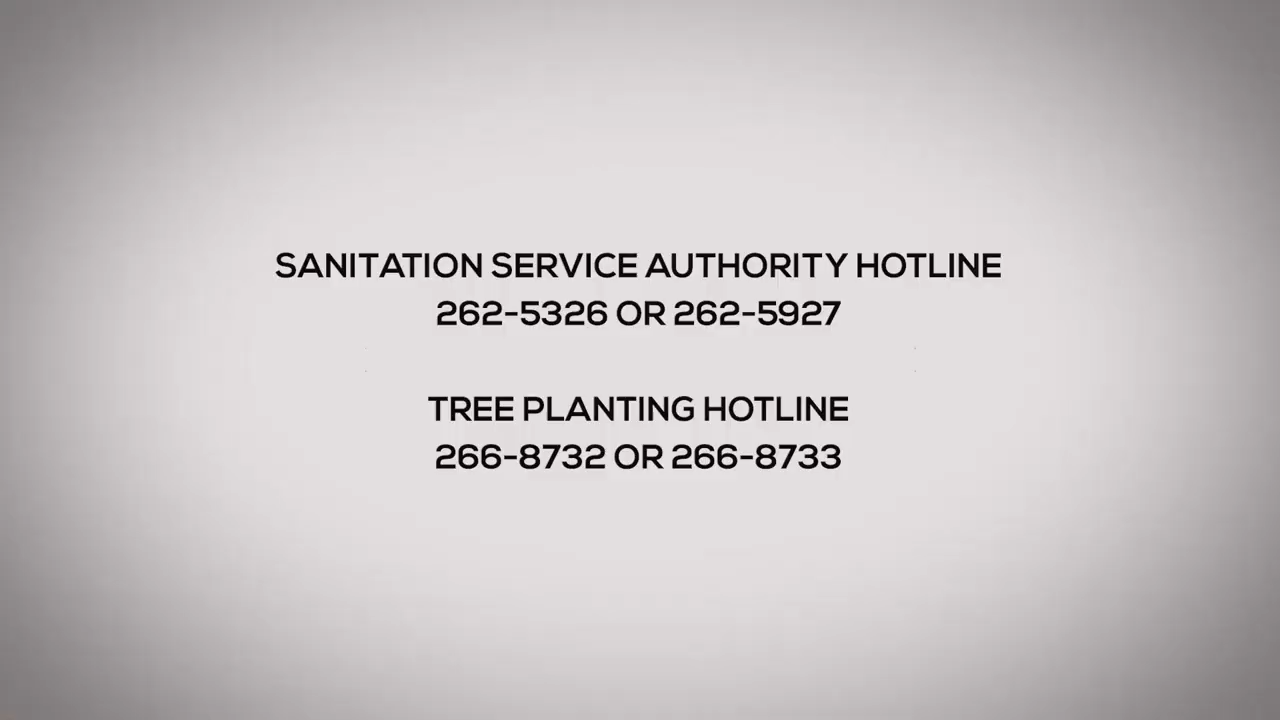 SANITATION SERVICE AUTHORITY HOTLINE
262-5326 OR 262-5927
TREE PLANTING HOTLINE
266-8732 OR 266-8733